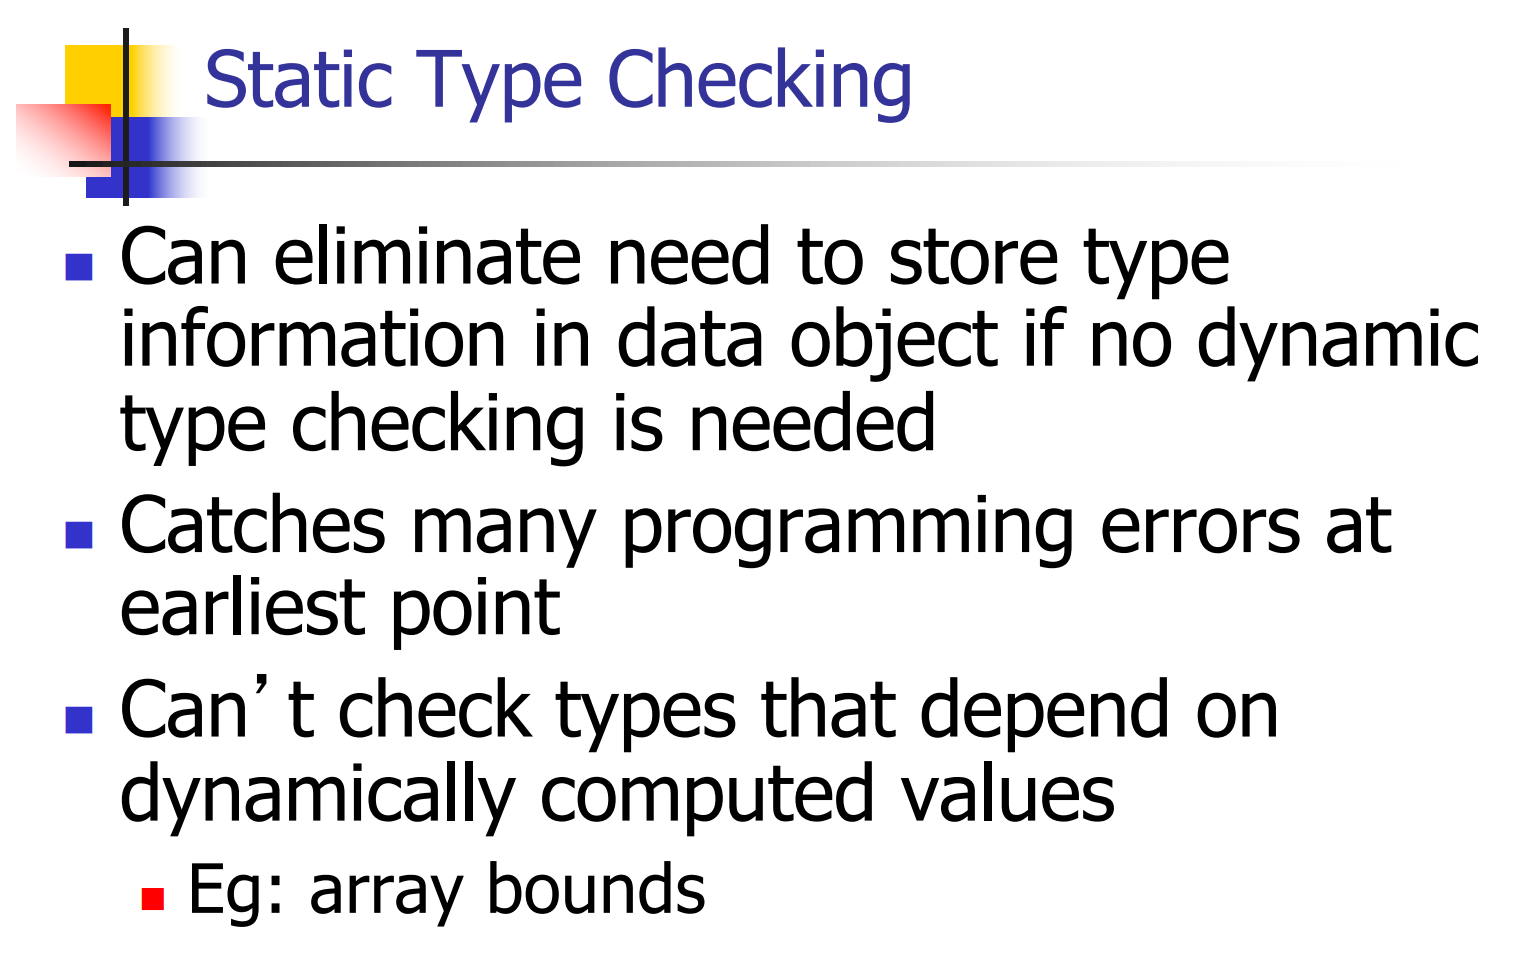 Static Type Checking
Can eliminate need to store type
information in data object if no dynamic
type checking is needed
Catches many programming errors at
earliest point
Can’t check types that depend on
dynamically computed values
Eg: array bounds